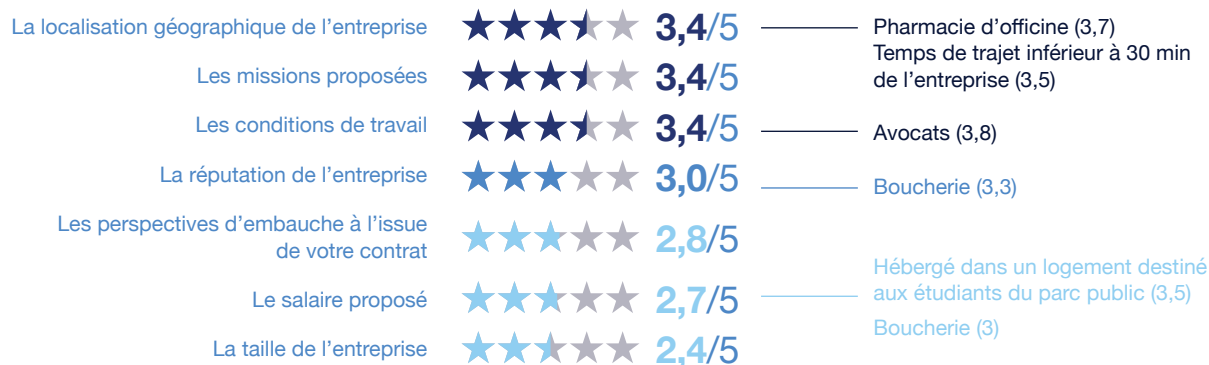 La localisation géographique de l'entreprise 3,4/5 Pharmacie d'officine (3,7)
Temps de trajet inférieur à 30 min
de l'entreprise (3,5)
Les missions proposées 3,4/5
Les conditions de travail 3,4/5 Avocats (3,8)
La réputation de l'entreprise 3,0/5 Boucherie (3,3)
Les perspectives d'embauche à l'issue
de votre contrat 2,8/5
Le salaire proposé 2,7/5 Hébergé dans un logement destiné
aux étudiants du parc public (3,5)
Boucherie (3)
La taille de l'entreprise 2,4/5